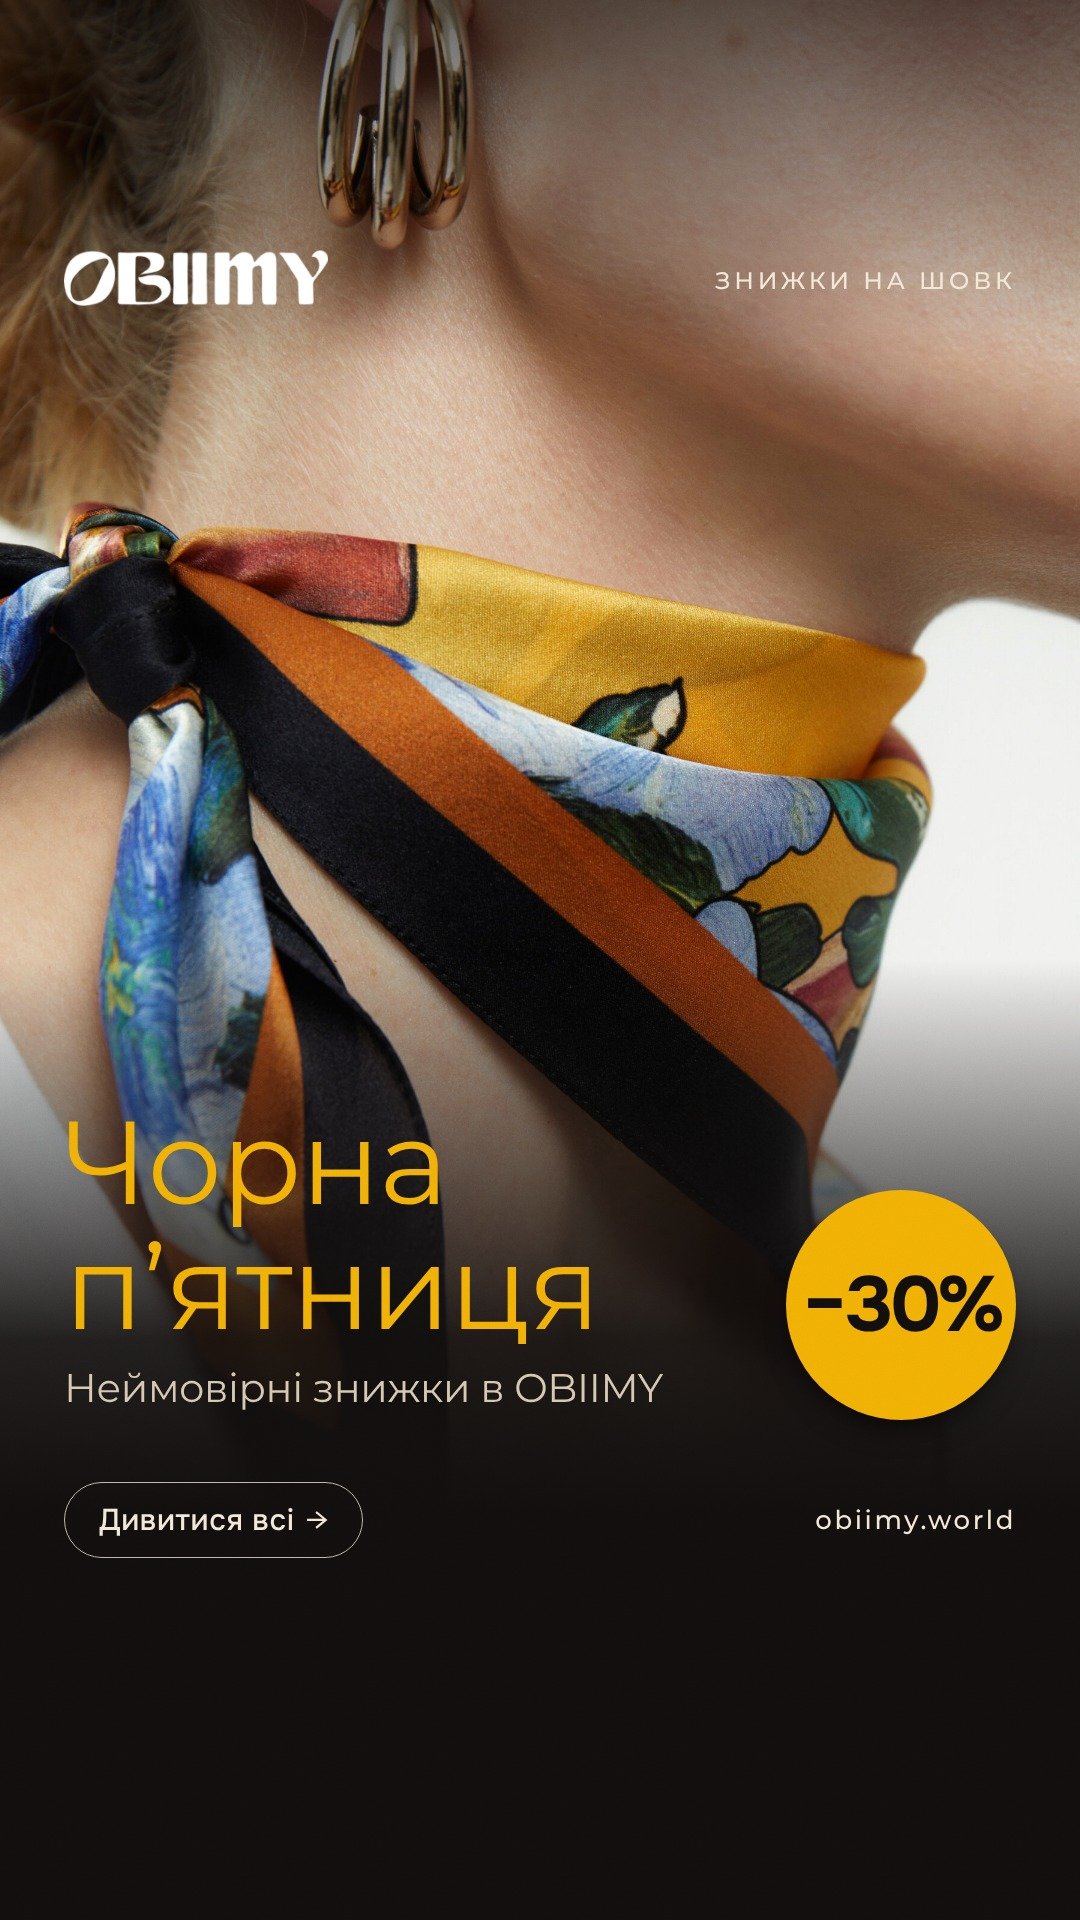 OBIIMY
ЗНИЖКИ НА ШОВК
Чорна
п’ятниця
-30%
Неймовірні знижки в OBIIMY
Дивитися всі →
obiimy.world